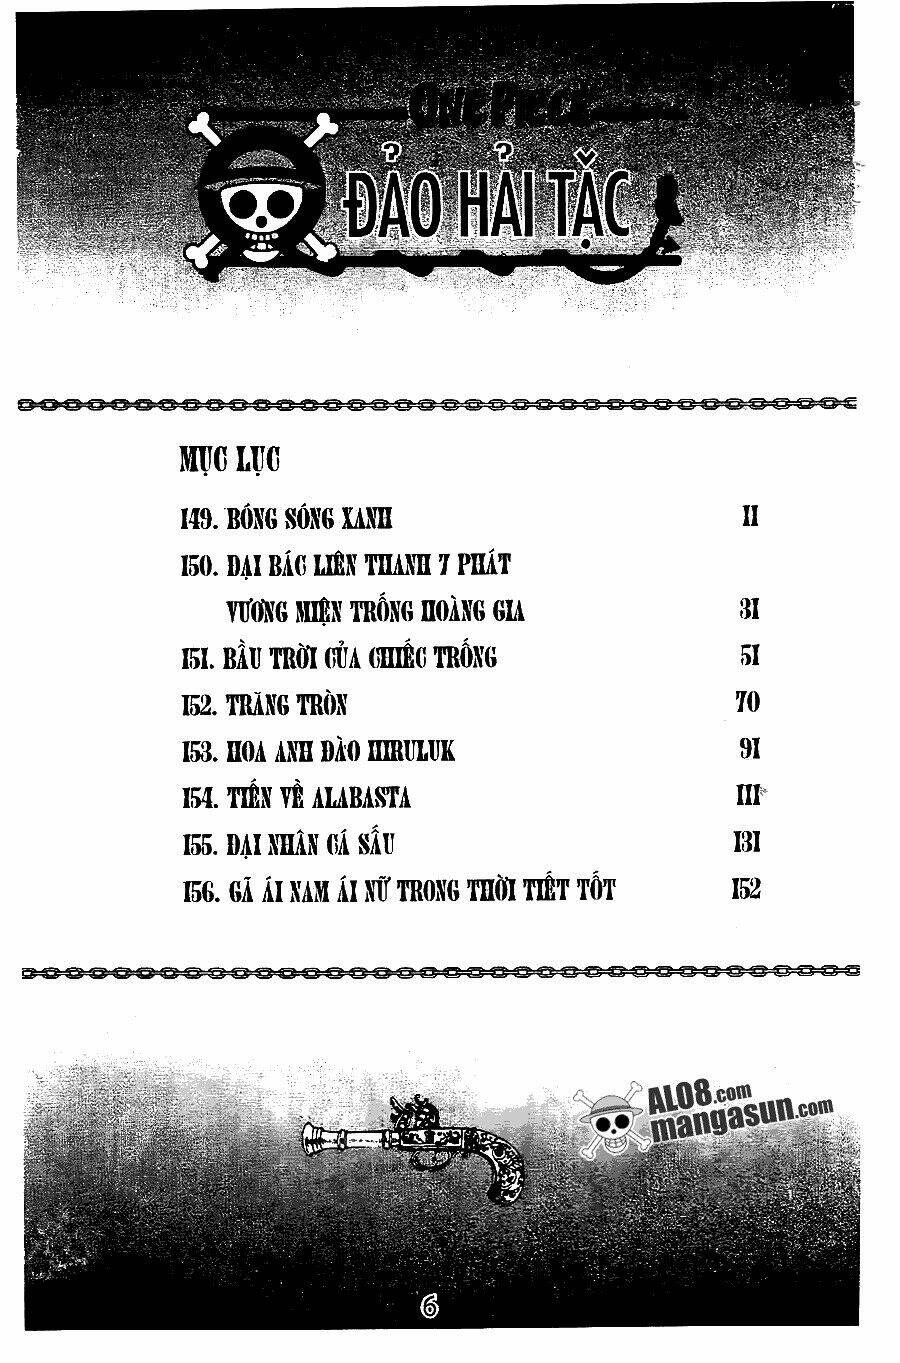 ONE PIECE
ĐẢO HẢI TẶC
MỤC LỤC
149. BÓNG SÓNG XANH 11
150. ĐẠI BÁC LIÊN THANH 7 PHÁT
VƯƠNG MIỆN TRỐNG HOÀNG GIA 31
151. BẦU TRỜI CỦA CHIẾC TRỐNG 51
152. TRĂNG TRÒN 70
153. HOA ANH ĐÀO HIRULUK 91
154. TIẾN VỀ ALABASTA 111
155. ĐẠI NHÂN CÁ SẤU 131
156. GÃ ÁI NAM ÁI NỮ TRONG THỜI TIẾT TỐT 152
AL08.com
mangasun.com
6